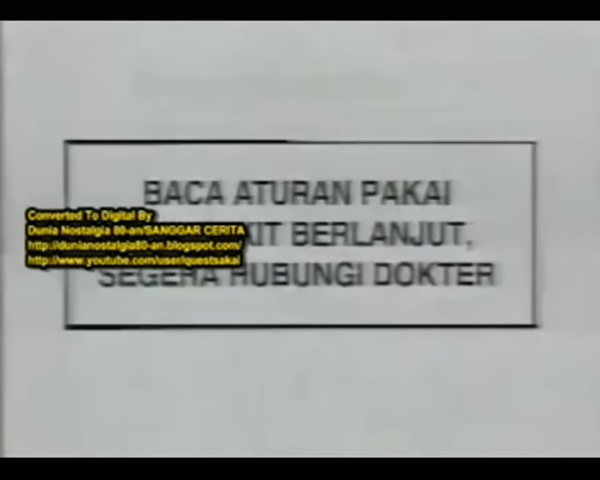 BACA ATURAN PAKAI
Converted To Digital By
Dunia Nostalgia 80-an/SANGGAR CERITA
KIT BERLANJUT,
http://dunianostalgia80-an.blogspot.com/
http://www.youtube.com/user/questsakai
SEGERA HUBUNGI DOKTER